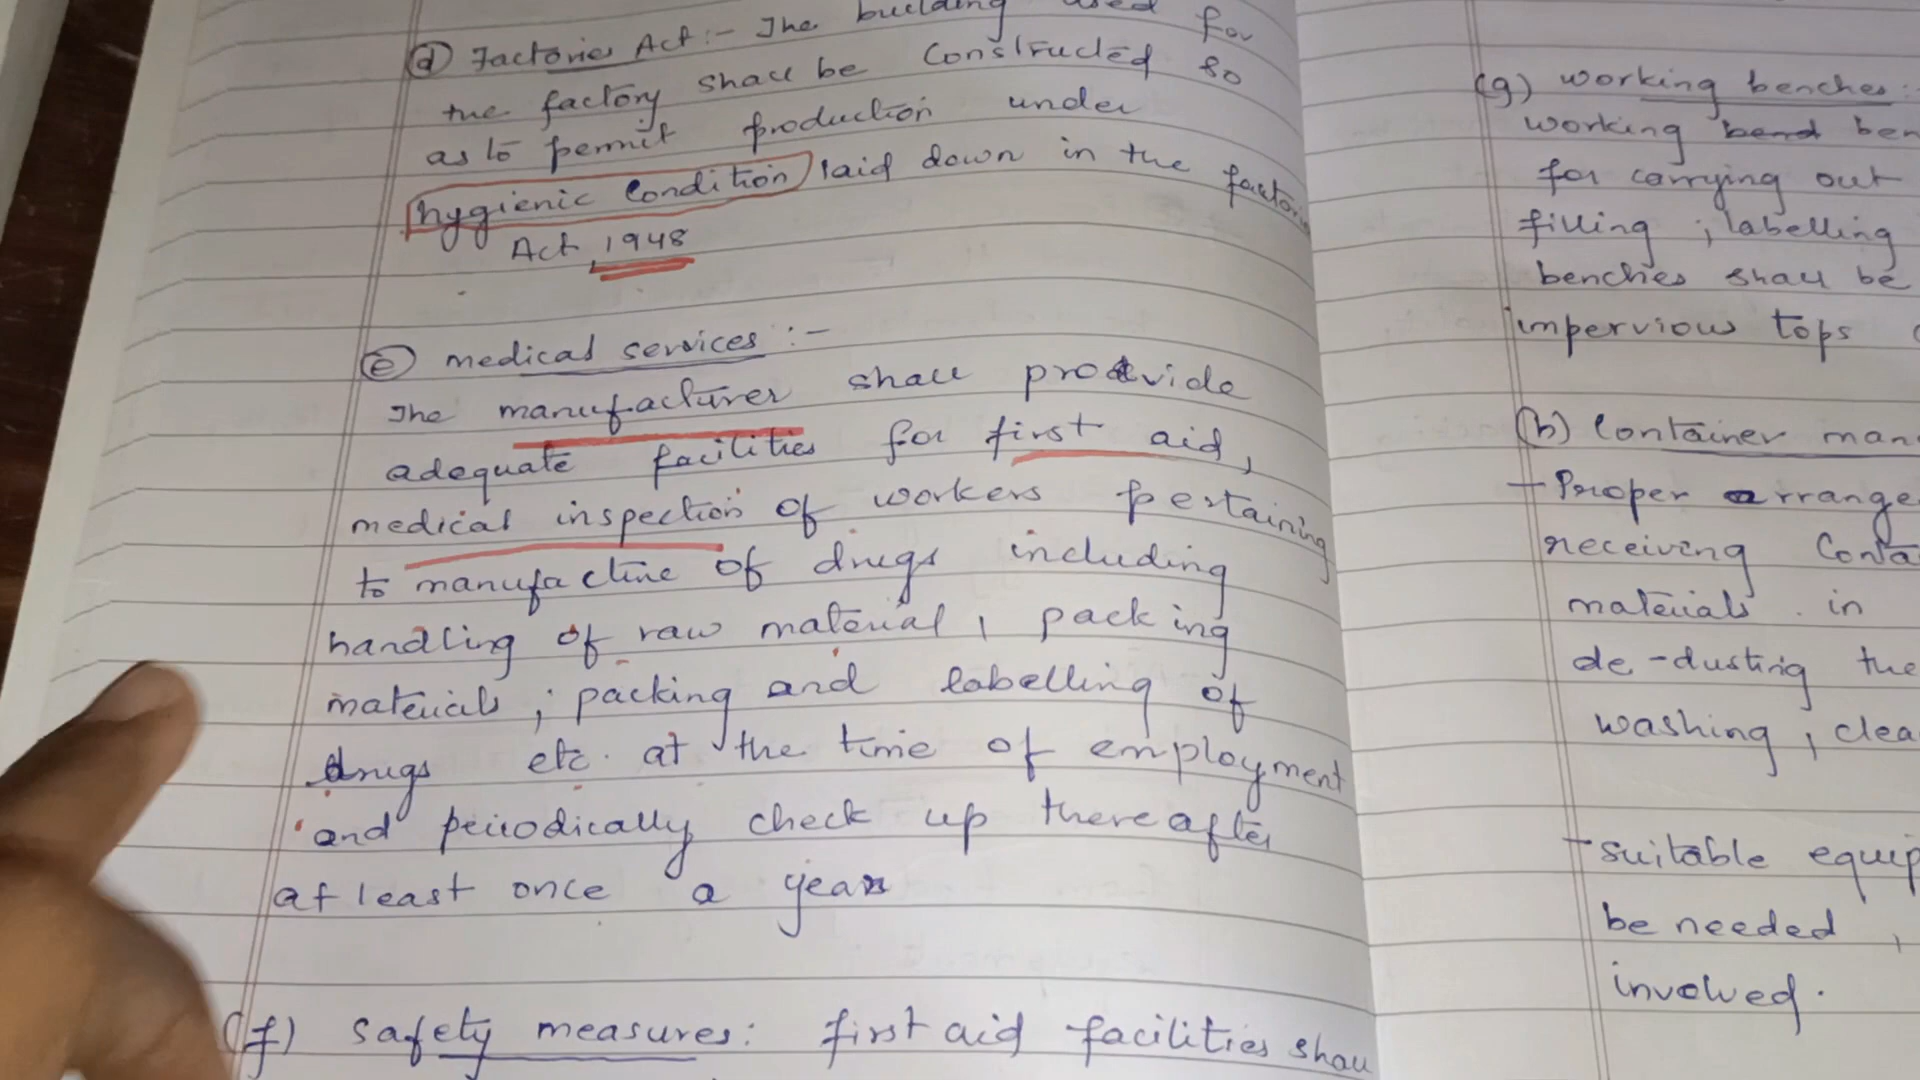 (d) Factories Act :- The building used for
the factory shall be constructed so
as to permit production under
hygienic condition laid down in the
Act, 1948
(e) medical services :-
The manufacturer shall provide
adequate facilities for first aid,
medical inspection of workers pertaining
to manufacture of drugs including
handling of raw material, packing
materials ; packing and labelling of
drugs etc. at the time of employment
and periodically check up thereafter
at least once a year
(f) safety measures: first aid facilities shall
(g) working benches :-
working ben
for carrying out
filling ; labelling
benches shall be
impervious tops
(h) Container man
- Proper arrange
receiving Conta
materials in
de-dusting the
washing, clea
- suitable equip
be needed,
involved.